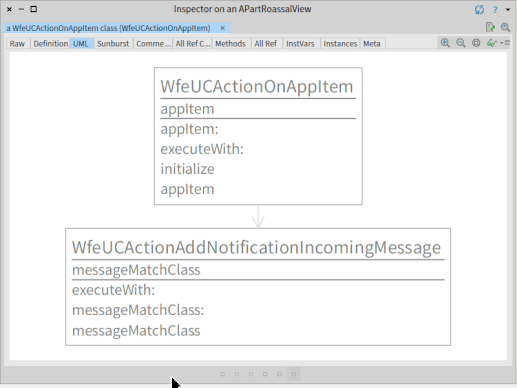 Inspector on an APartRoassalView
a WfeUCActionOnAppItem class (WfeUCActionOnAppItem)
Raw Definition UML Sunburst Comme... All Ref C... Methods All Ref InstVars Instances Meta
WfeUCActionOnAppItem
appItem
appItem:
executeWith:
initialize
appItem
WfeUCActionAddNotificationIncomingMessage
messageMatchClass
executeWith:
messageMatchClass:
messageMatchClass